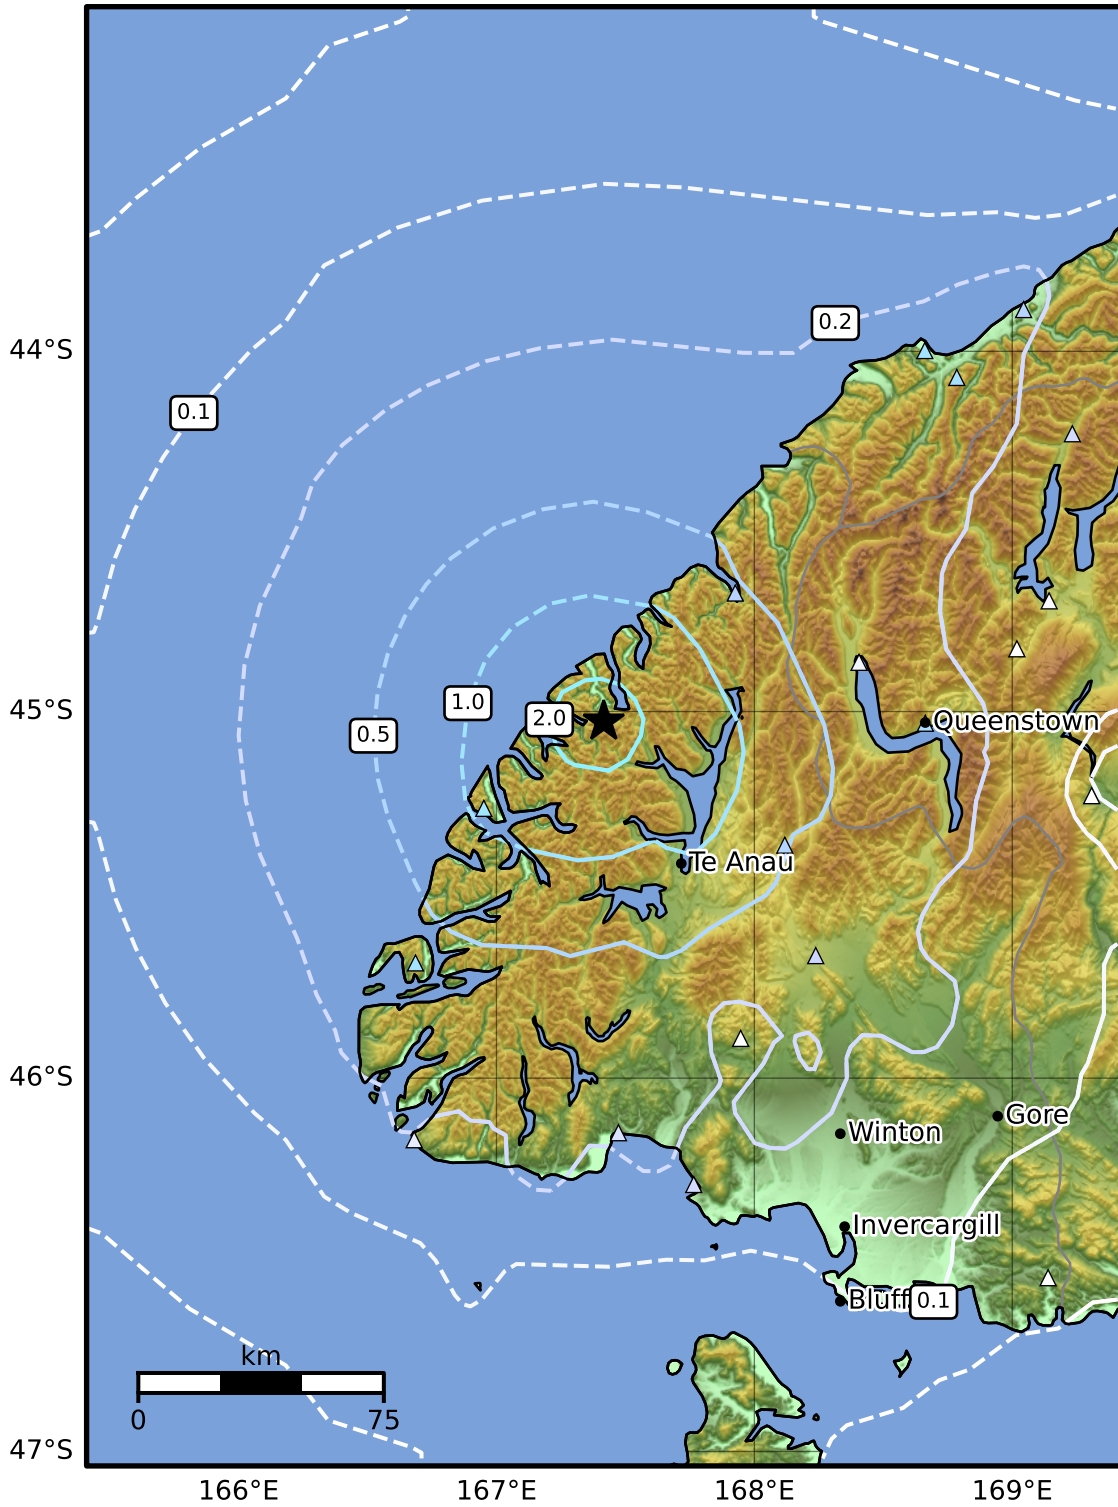 0.2
44°S
0.1
1.0
2.0
45°S
0.5
Queenstown
Te Anau
46°S
Gore
Winton
Invercargill
Bluff
0.1
km
0
75
47°S
166°E
167°E
168°E
169°E